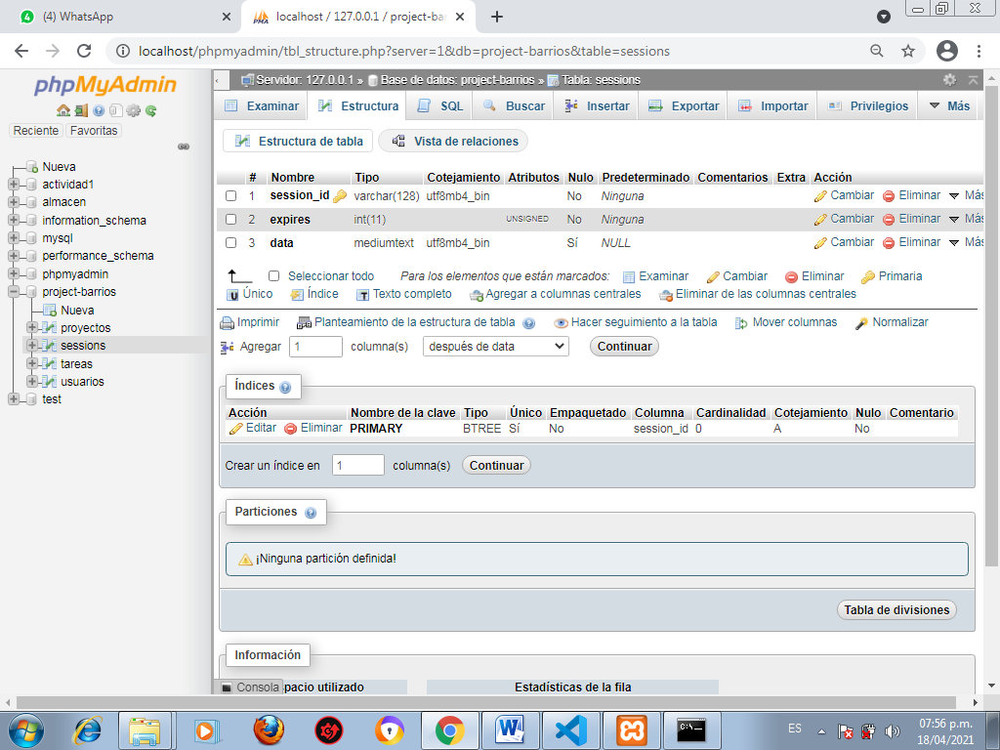 (4) WhatsApp
localhost / 127.0.0.1 / project-bar
localhost/phpmyadmin/tbl_structure.php?server=1&db=project-barrios&table=sessions
phpMyAdmin
Reciente Favoritas
Nueva
actividad1
almacen
information_schema
mysql
performance_schema
phpmyadmin
project-barrios
Nueva
proyectos
sessions
tareas
usuarios
test
Servidor: 127.0.0.1 » Base de datos: project-barrios » Tabla: sessions
Examinar Estructura SQL Buscar Insertar Exportar Importar Privilegios Más
Estructura de tabla Vista de relaciones
# Nombre Tipo Cotejamiento Atributos Nulo Predeterminado Comentarios Extra Acción
1 session_id varchar(128) utf8mb4_bin No Ninguna Cambiar Eliminar Más
2 expires int(11) UNSIGNED No Ninguna Cambiar Eliminar Más
3 data mediumtext utf8mb4_bin Sí NULL Cambiar Eliminar Más
Seleccionar todo Para los elementos que están marcados: Examinar Cambiar Eliminar Primaria
Único Índice Texto completo Agregar a columnas centrales Eliminar de las columnas centrales
Imprimir Planteamiento de la estructura de tabla Hacer seguimiento a la tabla Mover columnas Normalizar
Agregar 1 columna(s) después de data Continuar
Índices
Acción Nombre de la clave Tipo Único Empaquetado Columna Cardinalidad Cotejamiento Nulo Comentario
Editar Eliminar PRIMARY BTREE Sí No session_id 0 A No
Crear un índice en 1 columna(s) Continuar
Particiones
¡Ninguna partición definida!
Tabla de divisiones
Información
Consola pacio utilizado Estadísticas de la fila
ES 07:56 p.m.
18/04/2021